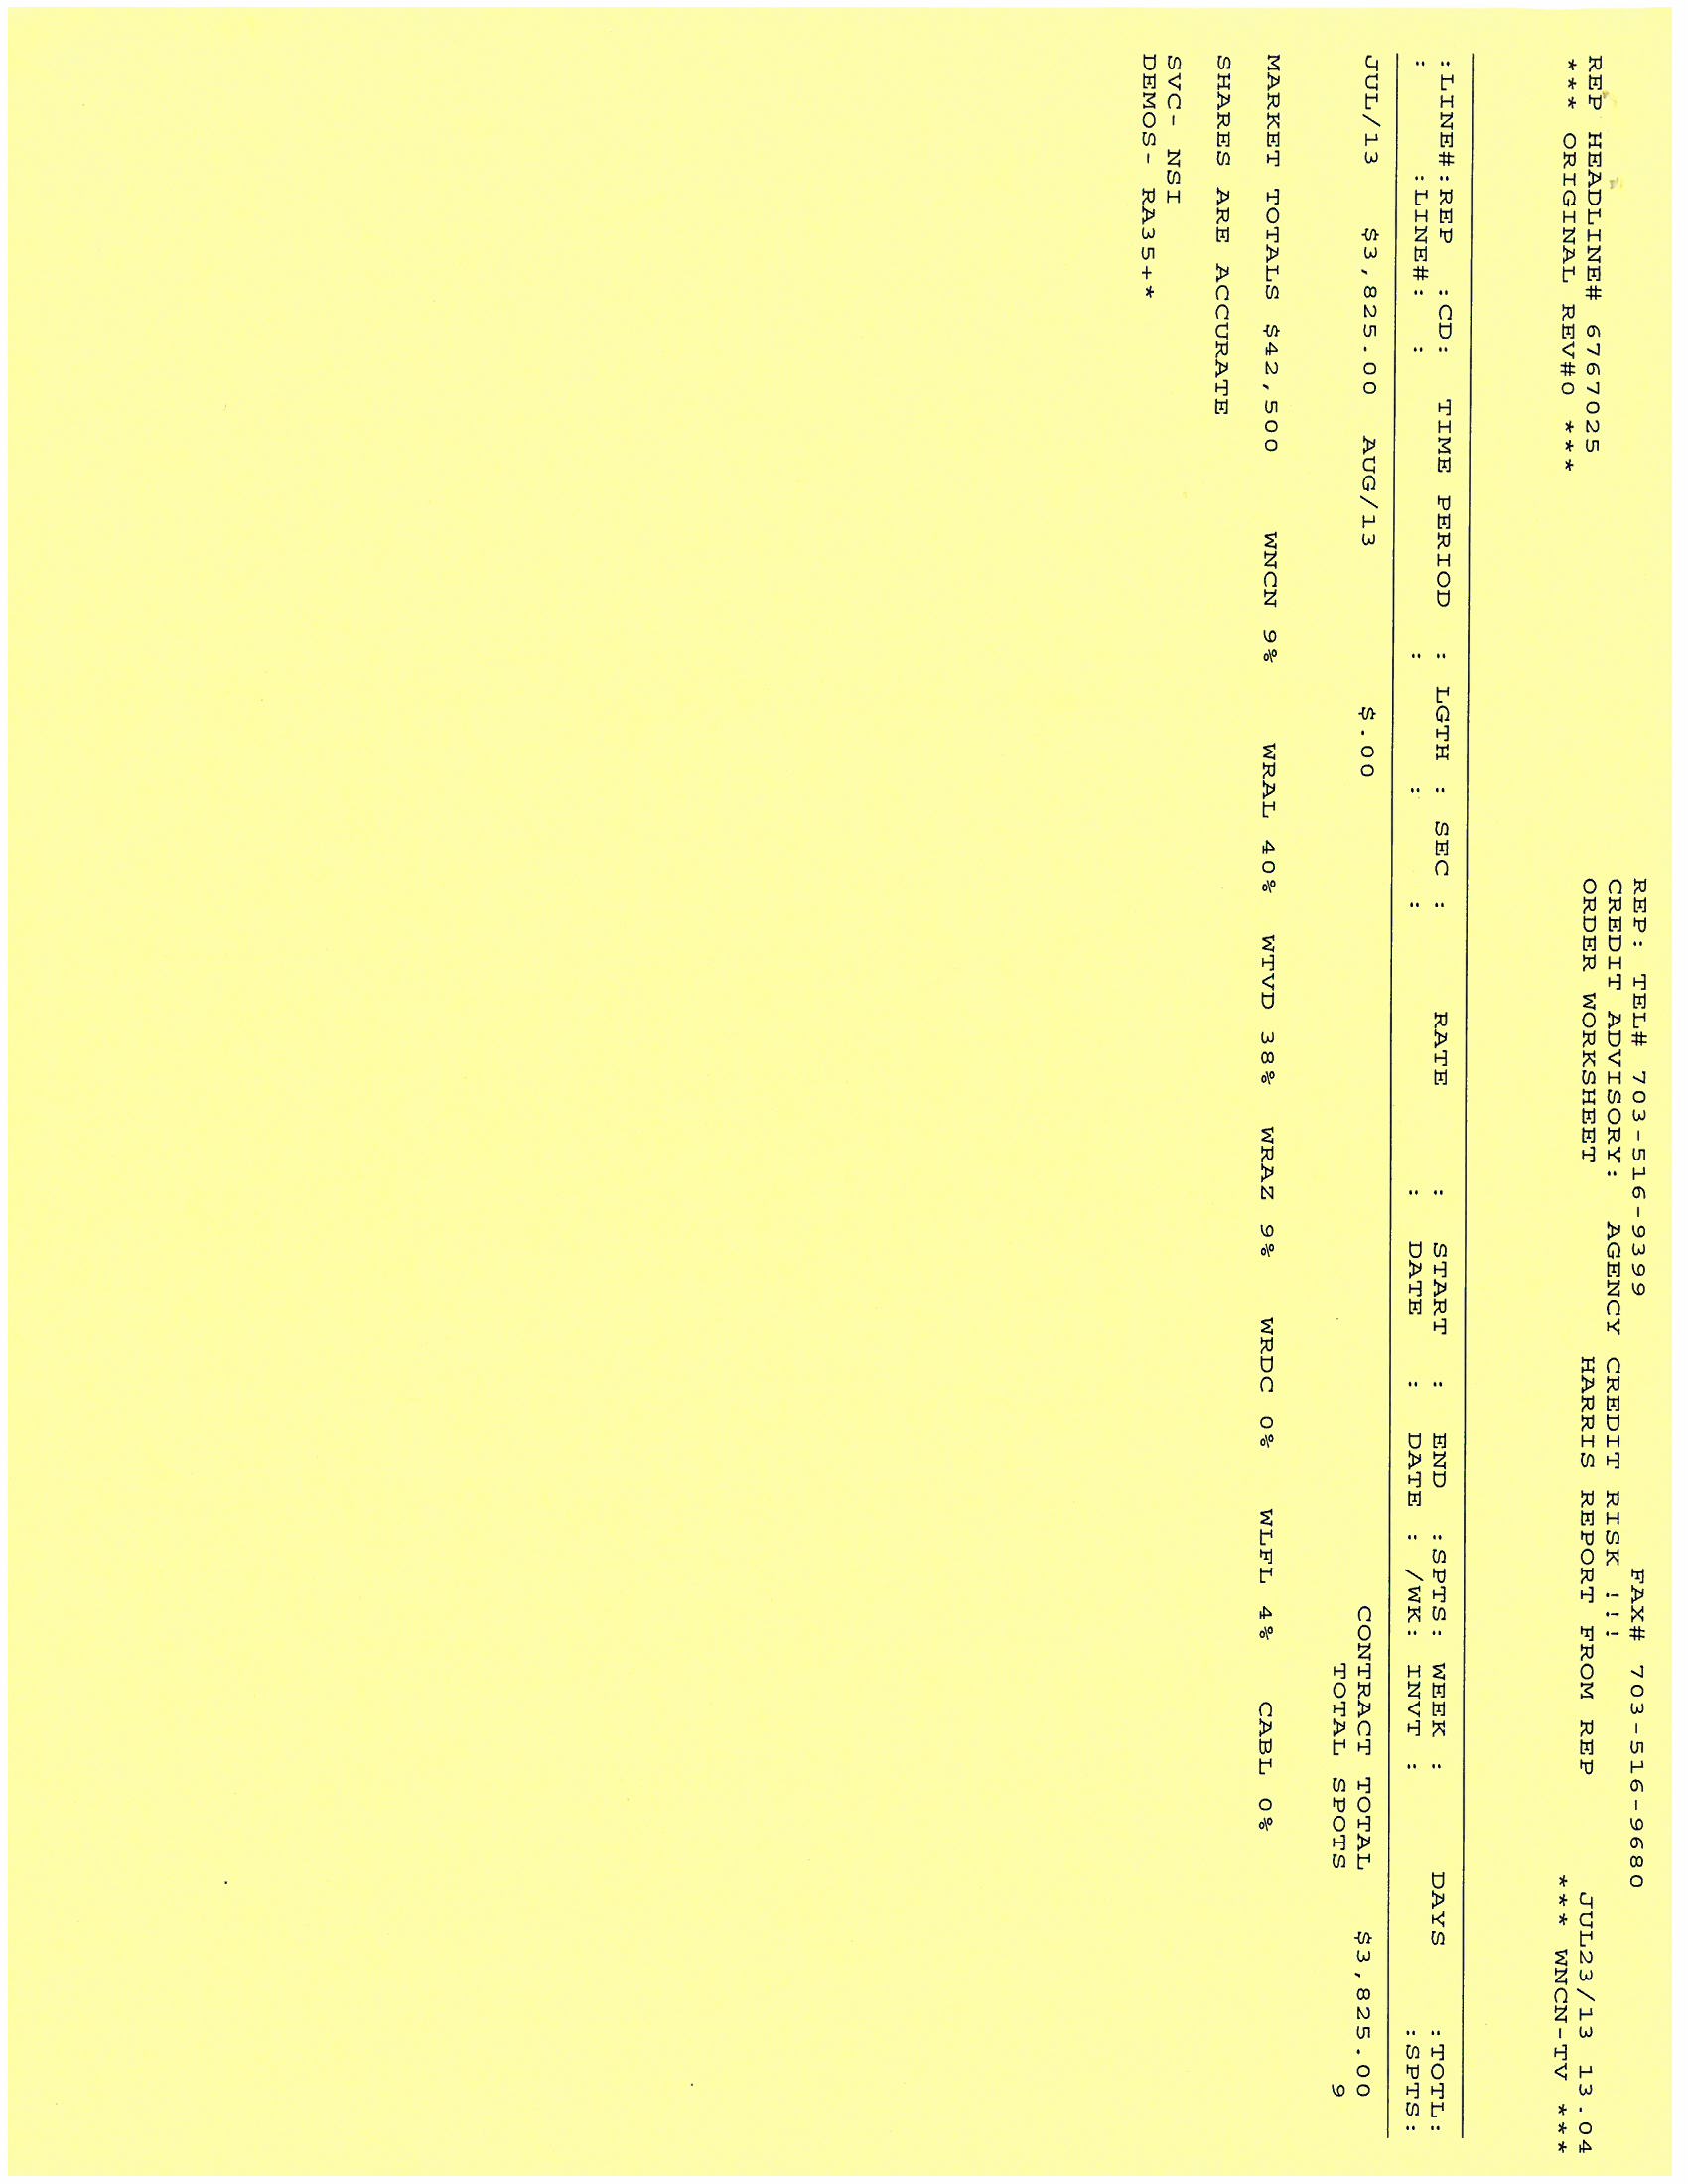 REP: TEL# 703-516-9399 FAX# 703-516-9680
CREDIT ADVISORY: AGENCY CREDIT RISK !!!
REP HEADLINE# 6767025 ORDER WORKSHEET HARRIS REPORT FROM REP JUL23/13 13.04
*** ORIGINAL REV#0 *** *** WNCN-TV ***
:LINE#:REP :CD: TIME PERIOD : LGTH : SEC : RATE : START : END :SPTS: WEEK : DAYS :TOTL:
: :LINE#: : : : : : DATE : DATE : /WK: INVT : :SPTS:
JUL/13 $3,825.00 AUG/13 $.00 CONTRACT TOTAL $3,825.00
TOTAL SPOTS 9
MARKET TOTALS $42,500 WNCN 9% WRAL 40% WTVD 38% WRAZ 9% WRDC 0% WLFL 4% CABL 0%
SHARES ARE ACCURATE
SVC- NSI
DEMOS- RA35+*